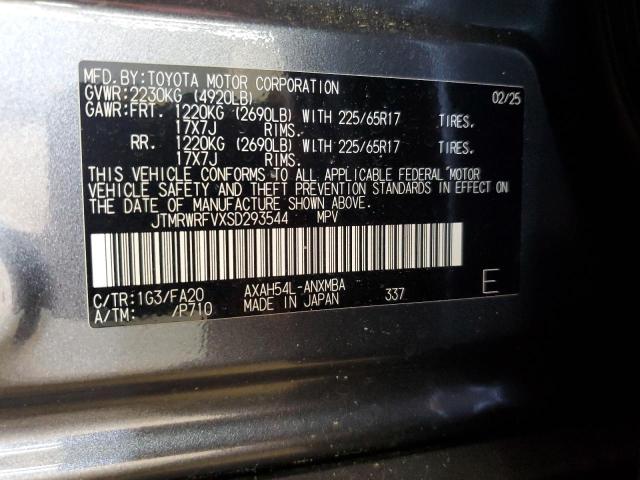 MFD.BY:TOYOTA MOTOR CORPORATION
GVWR:2230KG (4920LB) 02/25
GAWR:FRT. 1220KG (2690LB) WITH 225/65R17 TIRES.
17X7J RIMS.
RR. 1220KG (2690LB) WITH 225/65R17 TIRES.
17X7J RIMS.
THIS VEHICLE CONFORMS TO ALL APPLICABLE FEDERAL MOTOR
VEHICLE SAFETY AND THEFT PREVENTION STANDARDS IN EFFECT ON
THE DATE OF MANUFACTURE SHOWN ABOVE.
JTMRWRFVXSD293544 MPV
C/TR:1G3/FA20 AXAH54L-ANXMBA 337 E
A/TM: /P710 MADE IN JAPAN